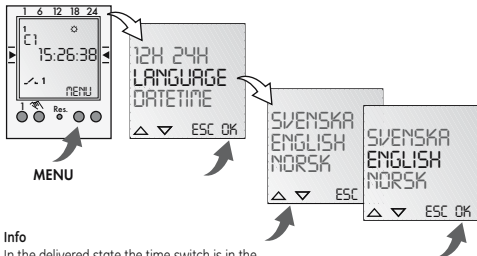 1 6 12 18 24
1
C1
15:26:38
1
MENU
1 Res.
MENU
12H 24H
LANGUAGE
DATETIME
ESC OK
SVENSKA
ENGLISH
NORSK
ESC
SVENSKA
ENGLISH
NORSK
ESC OK
Info
In the delivered state the time switch is in the